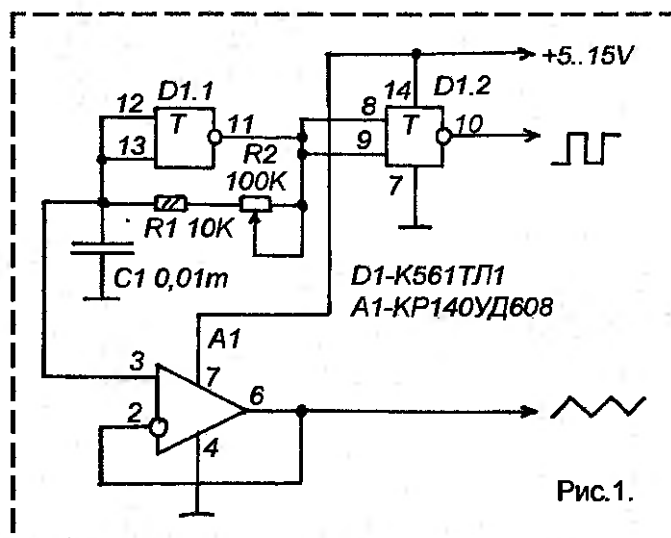 +5..15V
D1.1
14
D1.2
12
T
11
8
T
10
13
R2
9
100K
7
R1 10K
C1 0,01m
D1-К561ТЛ1
A1-КР140УД608
A1
3
7
6
2
4
Рис.1.